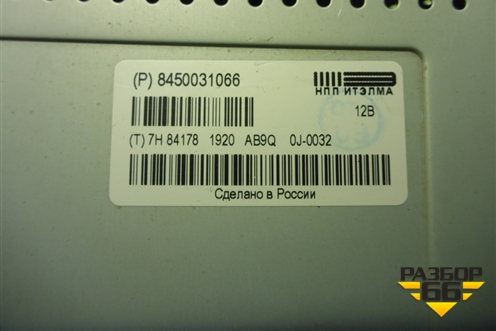 (P) 8450031066
НПП ИТЭЛМА
12В
(T) 7H 84178 1920 AB9Q 0J-0032
Сделано в России
РАЗБОР
66